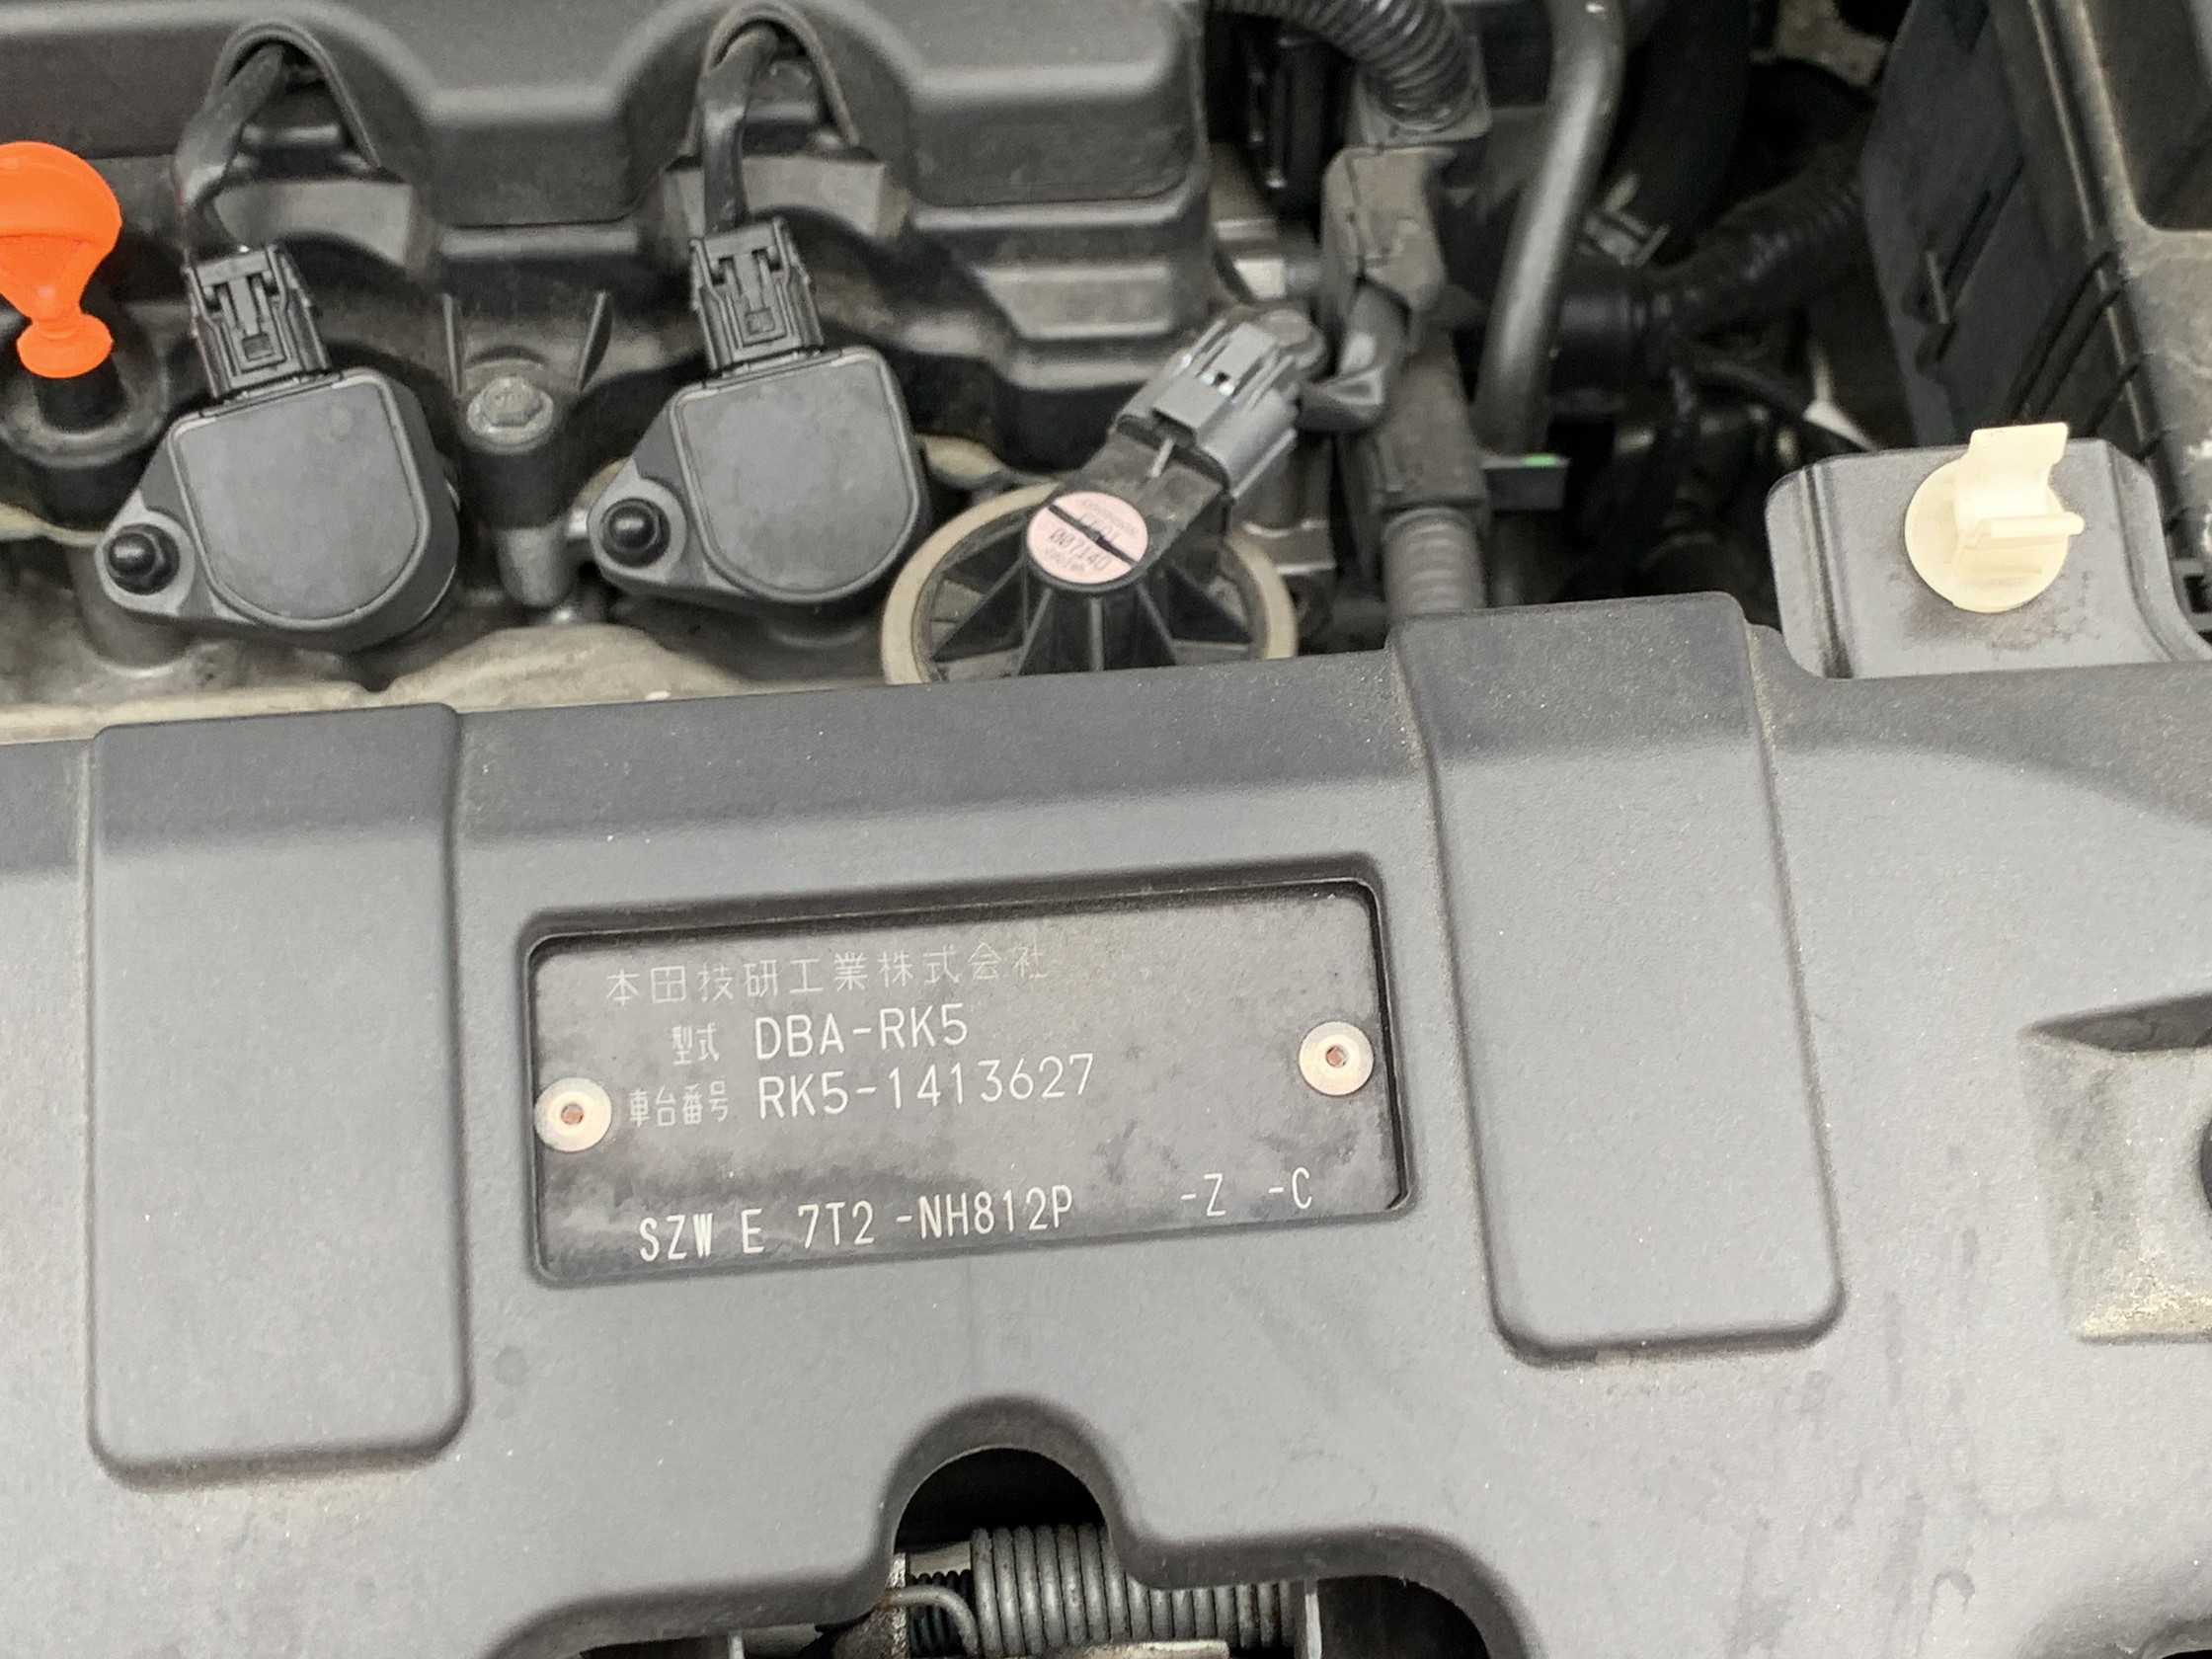 007140
本田技研工業株式会社
型式 DBA-RK5
車台番号 RK5-1413627
SZW E 7T2 -NH812P -Z -C